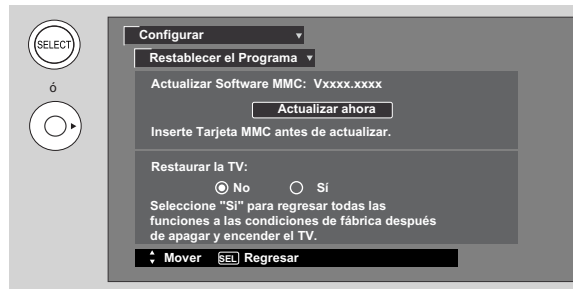 SELECT
ó
Configurar
Restablecer el Programa
Actualizar Software MMC: Vxxxx.xxxx
Actualizar ahora
Inserte Tarjeta MMC antes de actualizar.
Restaurar la TV:
No Sí
Seleccione "Si" para regresar todas las
funciones a las condiciones de fábrica después
de apagar y encender el TV.
Mover SEL Regresar